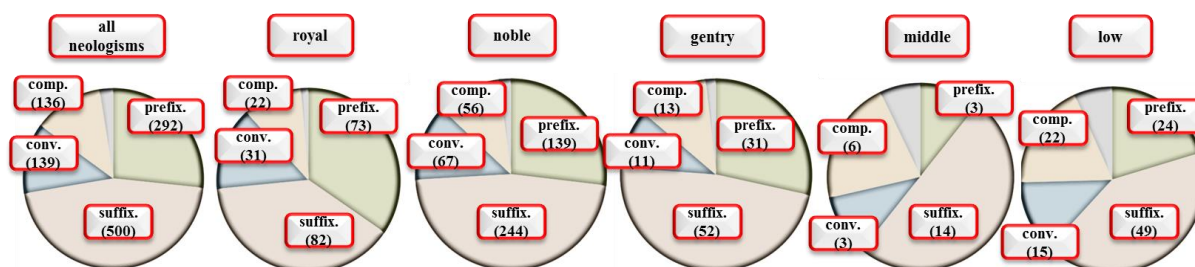 all
neologisms
comp.
(136)
prefix.
(292)
conv.
(139)
suffix.
(500)
royal
comp.
(22)
prefix.
(73)
conv.
(31)
suffix.
(82)
noble
comp.
(56)
prefix.
(139)
conv.
(67)
suffix.
(244)
gentry
comp.
(13)
prefix.
(31)
conv.
(11)
suffix.
(52)
middle
prefix.
(3)
comp.
(6)
conv.
(3)
suffix.
(14)
low
comp.
(22)
prefix.
(24)
conv.
(15)
suffix.
(49)